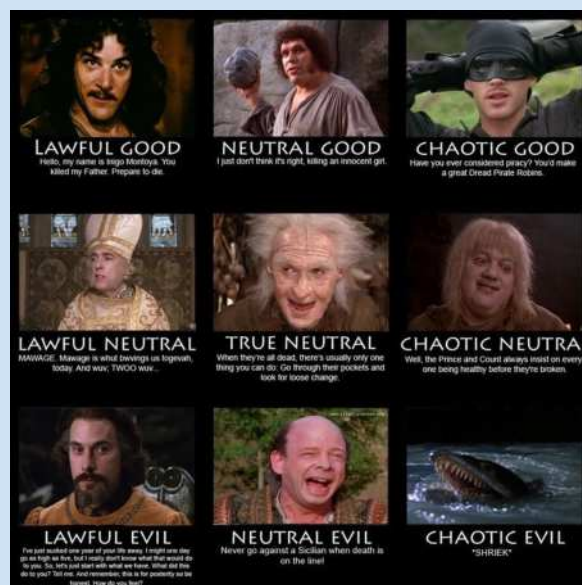 LAWFUL GOOD
Hello, my name is Inigo Montoya. You
killed my Father. Prepare to die.
NEUTRAL GOOD
I just don't think it's right, killing an innocent girl.
CHAOTIC GOOD
Have you ever considered piracy? You'd make
a great Dread Pirate Robins.
LAWFUL NEUTRAL
MAWAGE. Mawage is whut bwvings us togevah,
today. And wuv; TWOO wuv...
TRUE NEUTRAL
When they're all dead, there's usually only one
thing you can do: Go through their pockets and
look for loose change.
CHAOTIC NEUTRAL
Well, the Prince and Count always insist on every
one being healthy before they're broken.
LAWFUL EVIL
I've just sucked one year of your life away. I might one day
go as high as five, but I really don't know what that would do
to you. So, let's just start with what we have. What did this
do to you? Tell me. And remember, this is for posterity so be
honest. How do you feel?
NEUTRAL EVIL
Never go against a Sicilian when death is
on the line!
CHAOTIC EVIL
*SHRIEK*